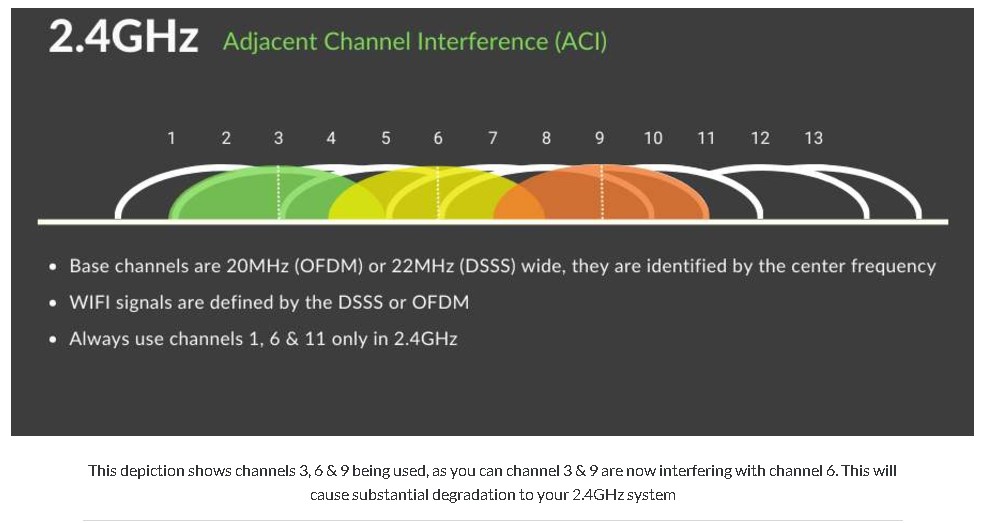 2.4GHz Adjacent Channel Interference (ACI)
1 2 3 4 5 6 7 8 9 10 11 12 13
• Base channels are 20MHz (OFDM) or 22MHz (DSSS) wide, they are identified by the center frequency
• WIFI signals are defined by the DSSS or OFDM
• Always use channels 1, 6 & 11 only in 2.4GHz
This depiction shows channels 3, 6 & 9 being used, as you can channel 3 & 9 are now interfering with channel 6. This will
cause substantial degradation to your 2.4GHz system